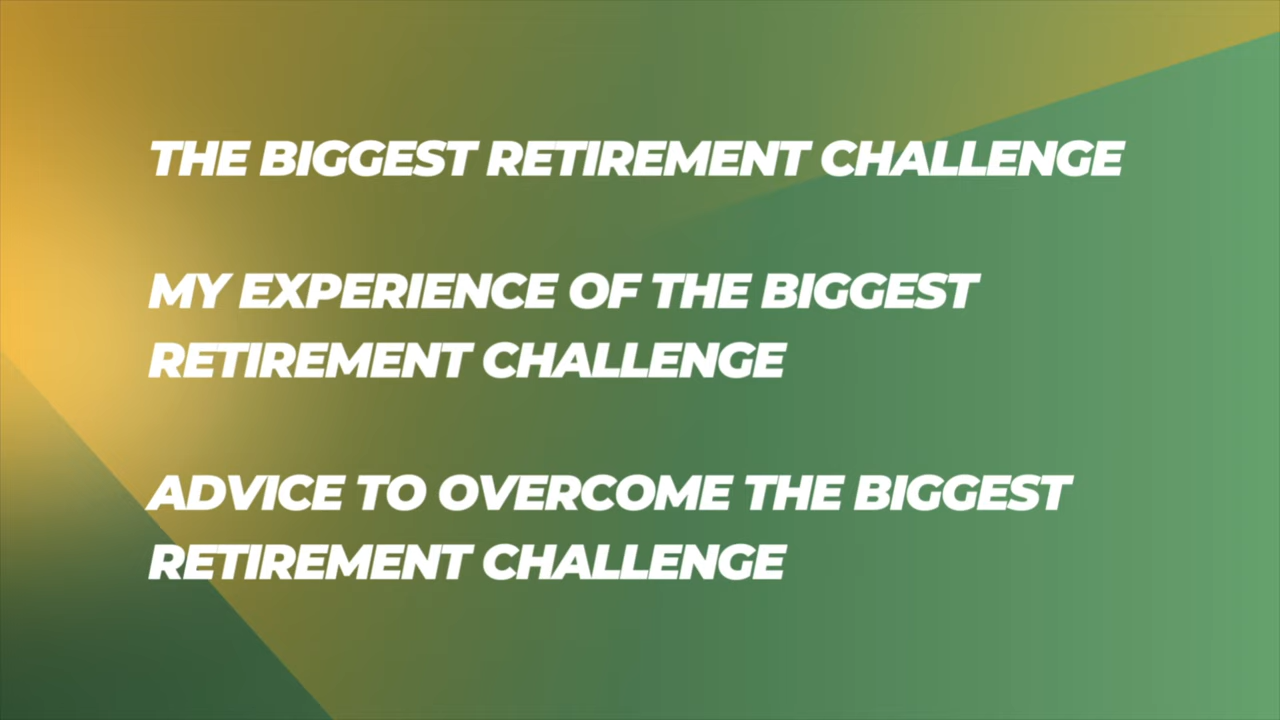 THE BIGGEST RETIREMENT CHALLENGE
MY EXPERIENCE OF THE BIGGEST
RETIREMENT CHALLENGE
ADVICE TO OVERCOME THE BIGGEST
RETIREMENT CHALLENGE